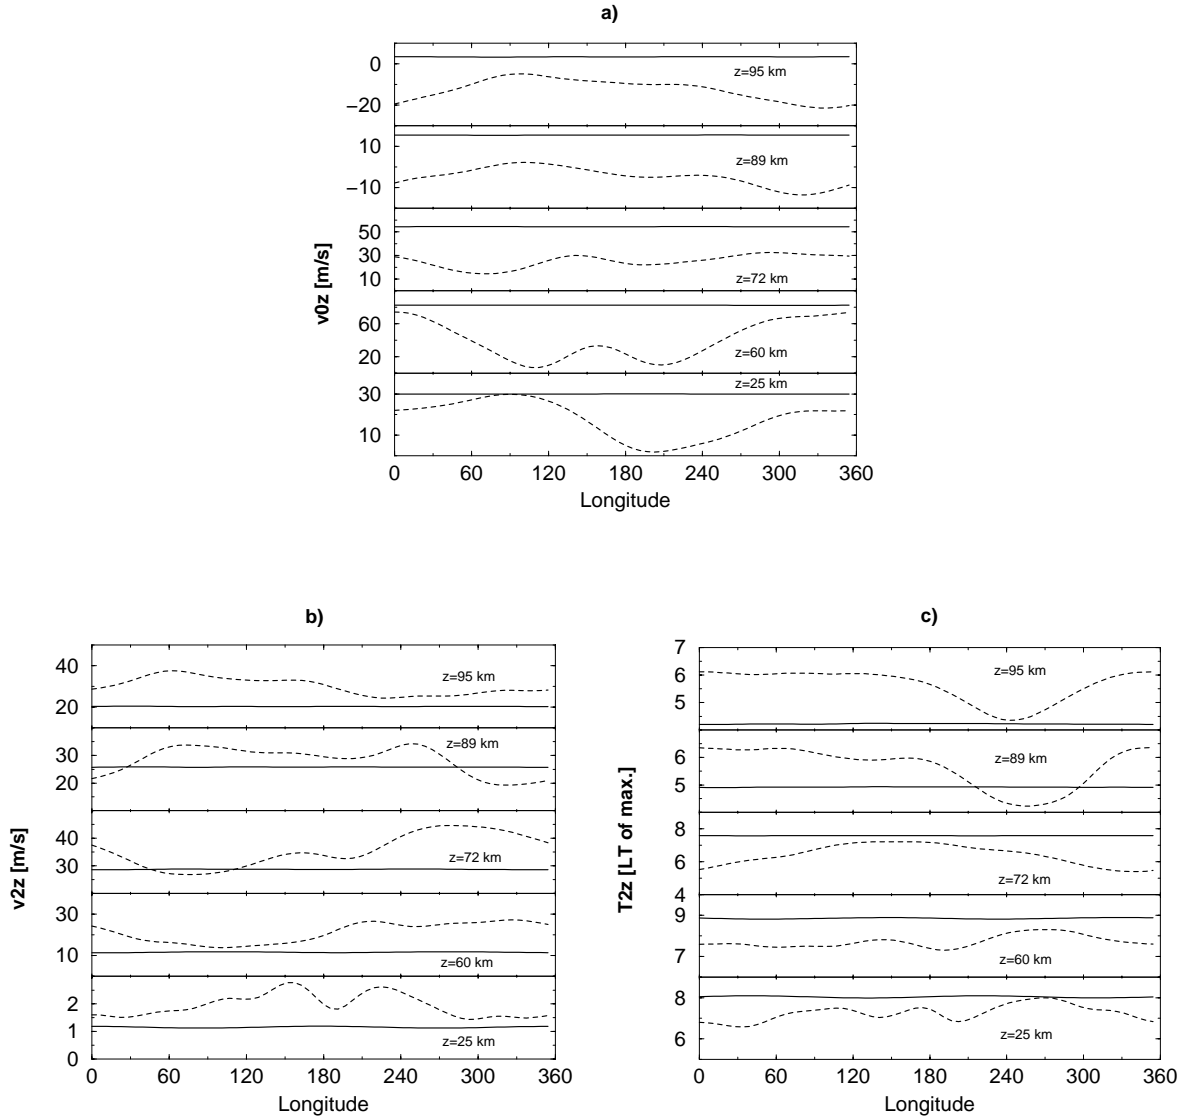 a)
0
−20
z=95 km
10
−10
z=89 km
50
30
10
z=72 km
60
20
z=60 km
30
10
z=25 km
v0z [m/s]
0 60 120 180 240 300 360
Longitude
b)
40
20
z=95 km
30
20
z=89 km
40
30
z=72 km
30
10
z=60 km
2
1
0
z=25 km
v2z [m/s]
0 60 120 180 240 300 360
Longitude
c)
7
6
5
z=95 km
6
5
z=89 km
8
6
4
z=72 km
9
7
z=60 km
8
6
z=25 km
T2z [LT of max.]
0 60 120 180 240 300 360
Longitude